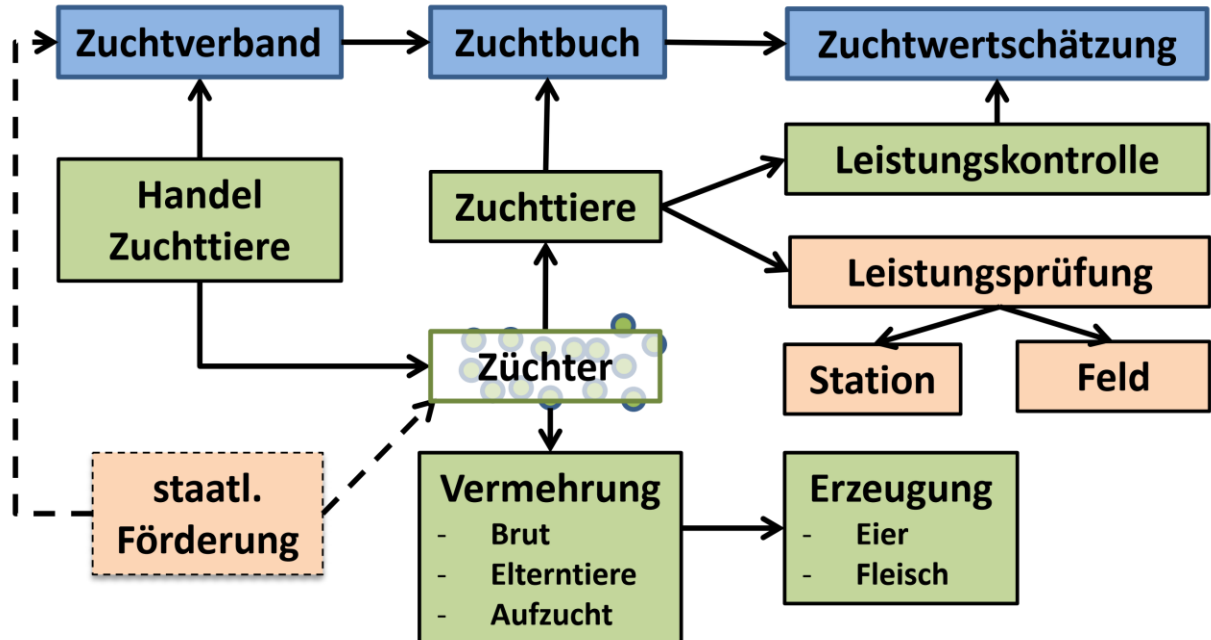 Zuchtverband
Zuchtbuch
Zuchtwertschätzung
Handel
Zuchttiere
Zuchttiere
Leistungskontrolle
Leistungsprüfung
Station
Feld
Züchter
staatl.
Förderung
Vermehrung
- Brut
- Elterntiere
- Aufzucht
Erzeugung
- Eier
- Fleisch